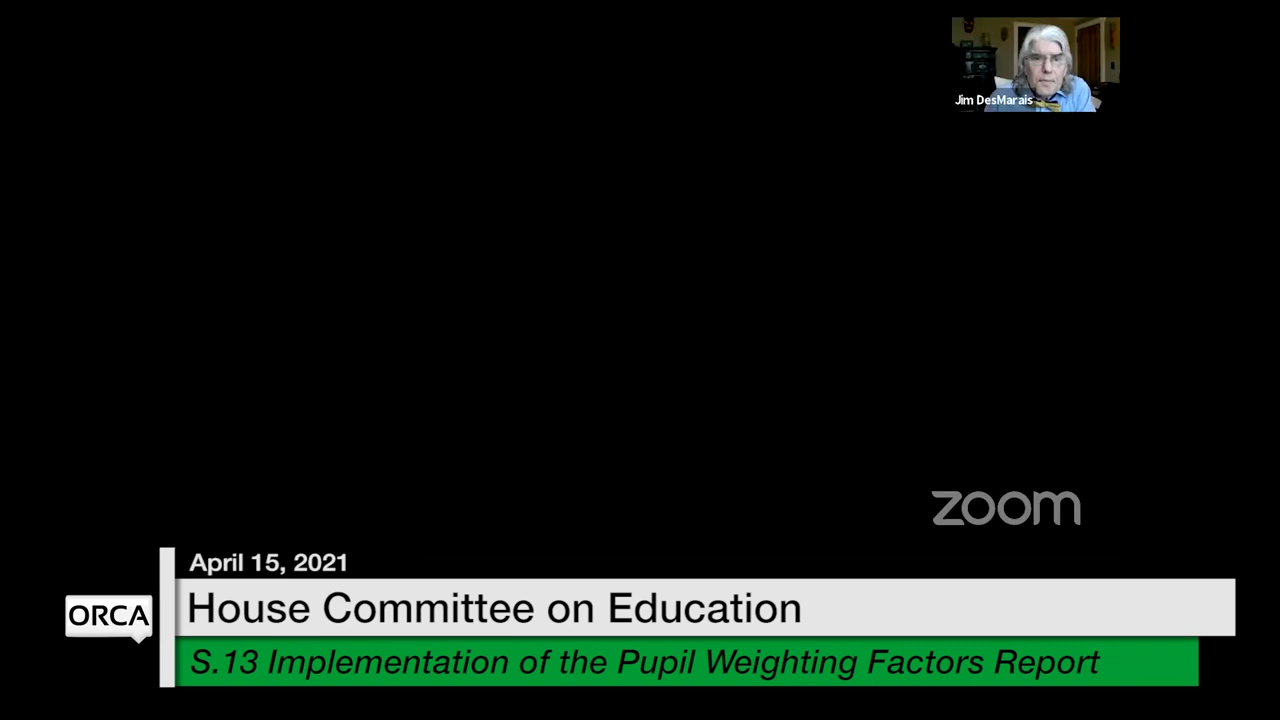 Jim DesMarais
zoom
April 15, 2021
House Committee on Education
ORCA
S.13 Implementation of the Pupil Weighting Factors Report